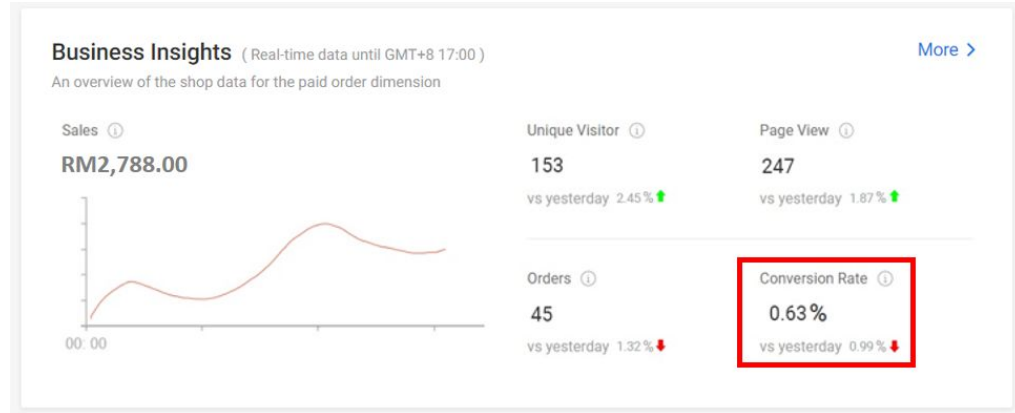 Business Insights ( Real-time data until GMT+8 17:00 )
More >
An overview of the shop data for the paid order dimension
Sales
RM2,788.00
00: 00
Unique Visitor
153
vs yesterday 2.45%
Page View
247
vs yesterday 1.87%
Orders
45
vs yesterday 1.32%
Conversion Rate
0.63%
vs yesterday 0.99%